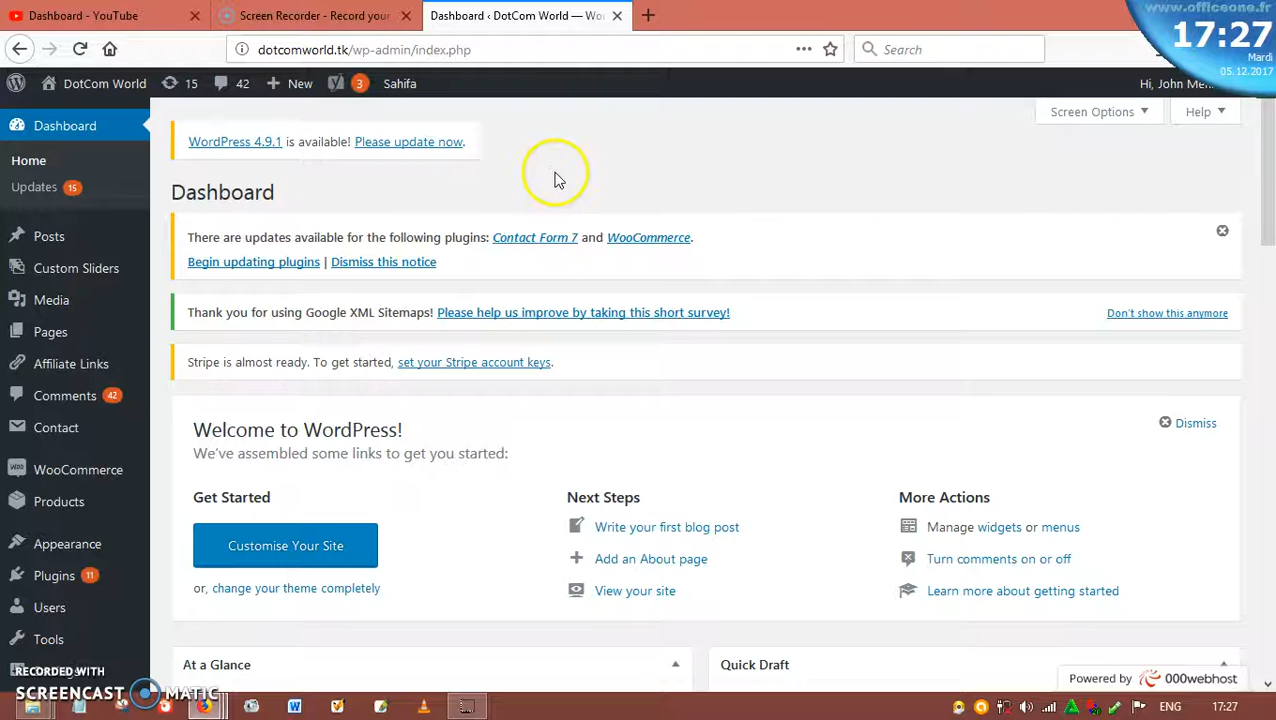 Dashboard - YouTube
Screen Recorder - Record your
Dashboard ‹ DotCom World — Wo
www.officeone.fr
17:27
Mardi
05.12.2017
dotcomworld.tk/wp-admin/index.php
Search
DotCom World
15
42
New
3
Sahifa
Hi, John
Dashboard
Home
Updates 15
Posts
Custom Sliders
Media
Pages
Affiliate Links
Comments 42
Contact
WooCommerce
Products
Appearance
Plugins 11
Users
Tools
Screen Options
Help
WordPress 4.9.1 is available! Please update now.
Dashboard
There are updates available for the following plugins: Contact Form 7 and WooCommerce.
Begin updating plugins | Dismiss this notice
Thank you for using Google XML Sitemaps! Please help us improve by taking this short survey!
Don't show this anymore
Stripe is almost ready. To get started, set your Stripe account keys.
Welcome to WordPress!
Dismiss
We've assembled some links to get you started:
Get Started
Customise Your Site
or, change your theme completely
Next Steps
Write your first blog post
Add an About page
View your site
More Actions
Manage widgets or menus
Turn comments on or off
Learn more about getting started
At a Glance
Quick Draft
Powered by 000webhost
RECORDED WITH
SCREENCAST MATIC
ENG
17:27